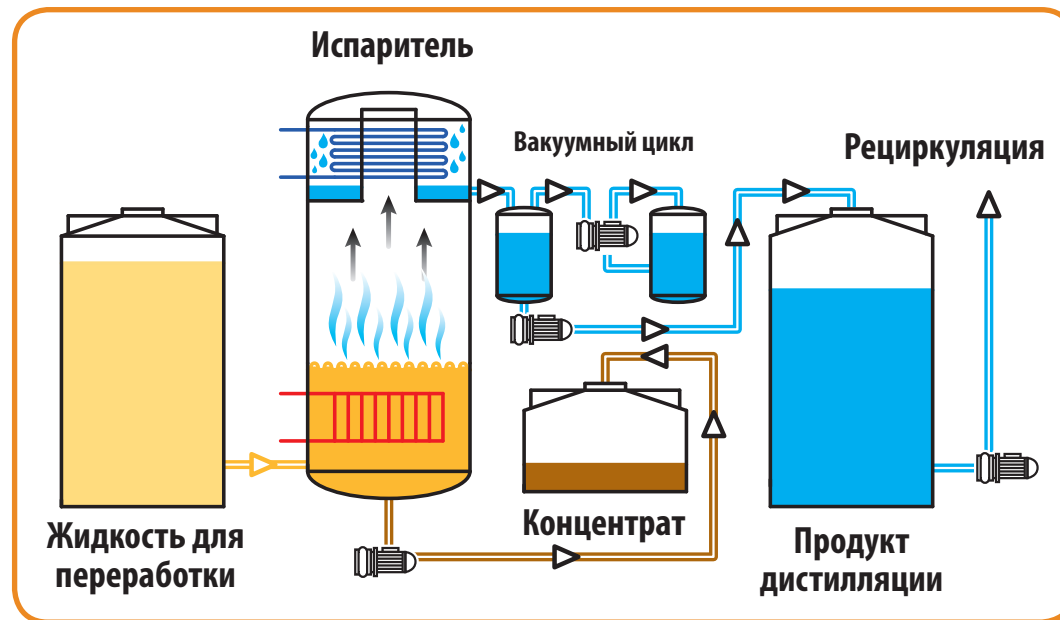 Испаритель
Вакуумный цикл
Рециркуляция
Жидкость для
переработки
Концентрат
Продукт
дистилляции